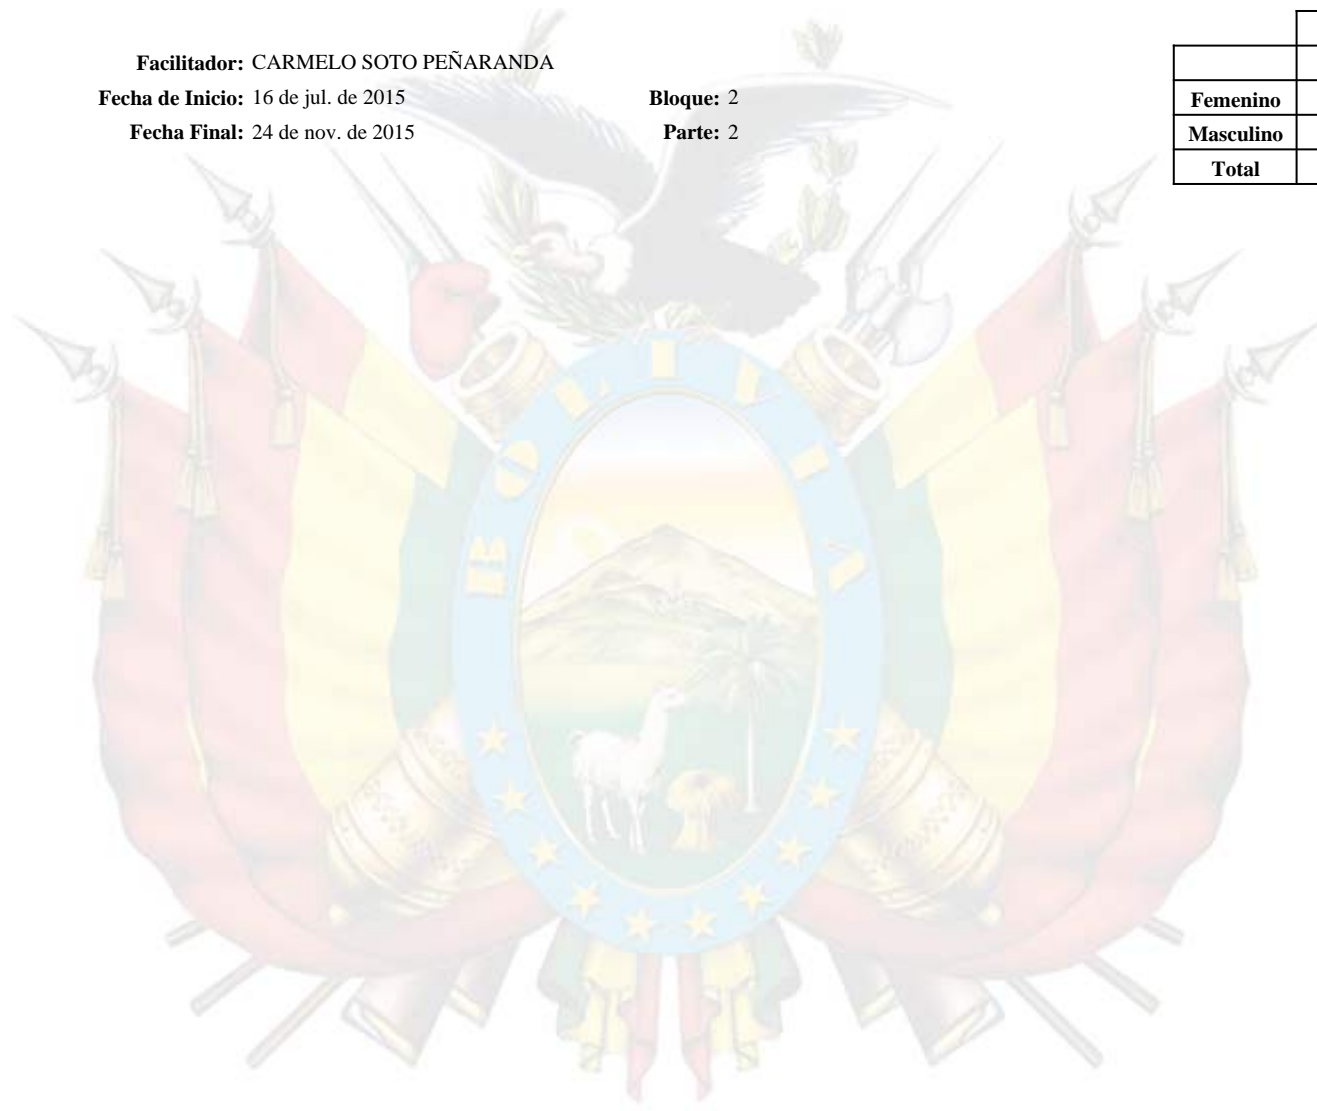 Facilitador: CARMELO SOTO PEÑARANDA
Fecha de Inicio: 16 de jul. de 2015 Bloque: 2
Fecha Final: 24 de nov. de 2015 Parte: 2
Femenino
Masculino
Total
BOLIVIA